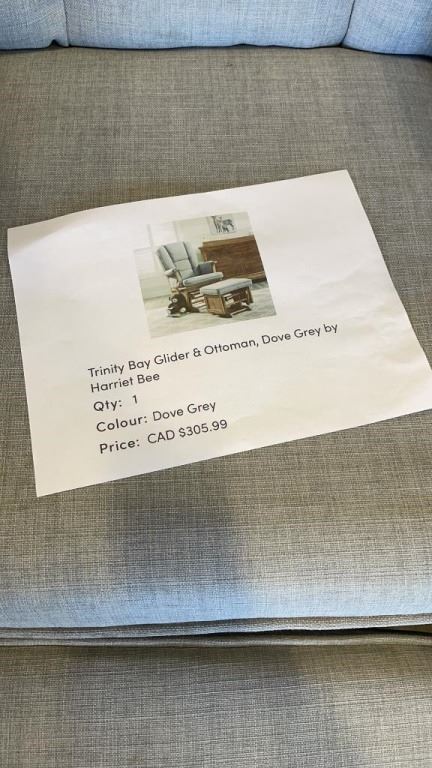 Trinity Bay Glider & Ottoman, Dove Grey by
Harriet Bee
Qty: 1
Colour: Dove Grey
Price: CAD $305.99